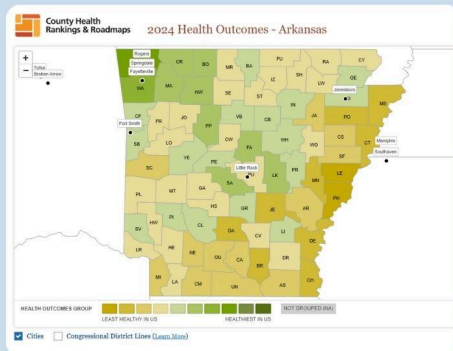 County Health
Rankings & Roadmaps
2024 Health Outcomes - Arkansas
+
-
Tulsa
Broken Arrow
Rogers
Springdale
Fayetteville
WA
CR
BO
MR
BA
FU
RA
CY
IZ
SH
LW
GE
MA
NW
SE
ST
IN
Jonesboro
MS
JA
PO
CF
FR
JO
PP
VB
CB
Fort Smith
LO
CW
FA
WH
WO
CS
CT
Memphis
SB
YE
SF
Southaven
SC
PE
Little Rock
LK
PR
MN
LE
PL
MT
GA
SA
PH
HS
GR
JE
AR
HW
PI
CL
DA
CV
LI
DE
SV
HE
NE
OU
CA
BR
DR
LR
MI
LA
CM
UN
AS
CH
HEALTH OUTCOMES GROUP
NOT GROUPED (NA)
LEAST HEALTHY IN US
HEALTHIEST IN US
Cities
Congressional District Lines (Learn More)